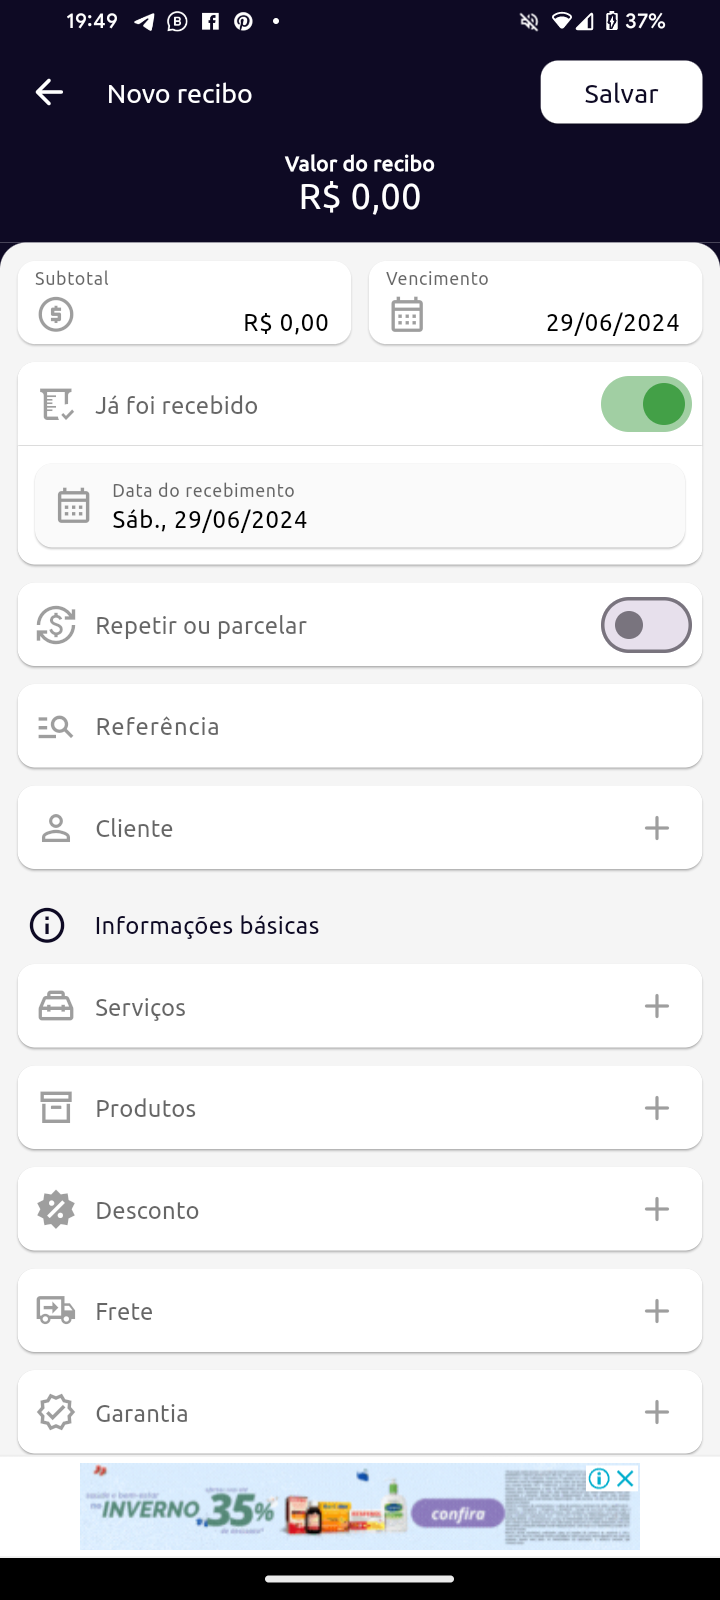 19:49
37%
Novo recibo
Salvar
Valor do recibo
R$ 0,00
Subtotal
R$ 0,00
Vencimento
29/06/2024
Já foi recebido
Data do recebimento
Sáb., 29/06/2024
Repetir ou parcelar
Referência
Cliente
Informações básicas
Serviços
Produtos
Desconto
Frete
Garantia
INVERNO
35%
confira